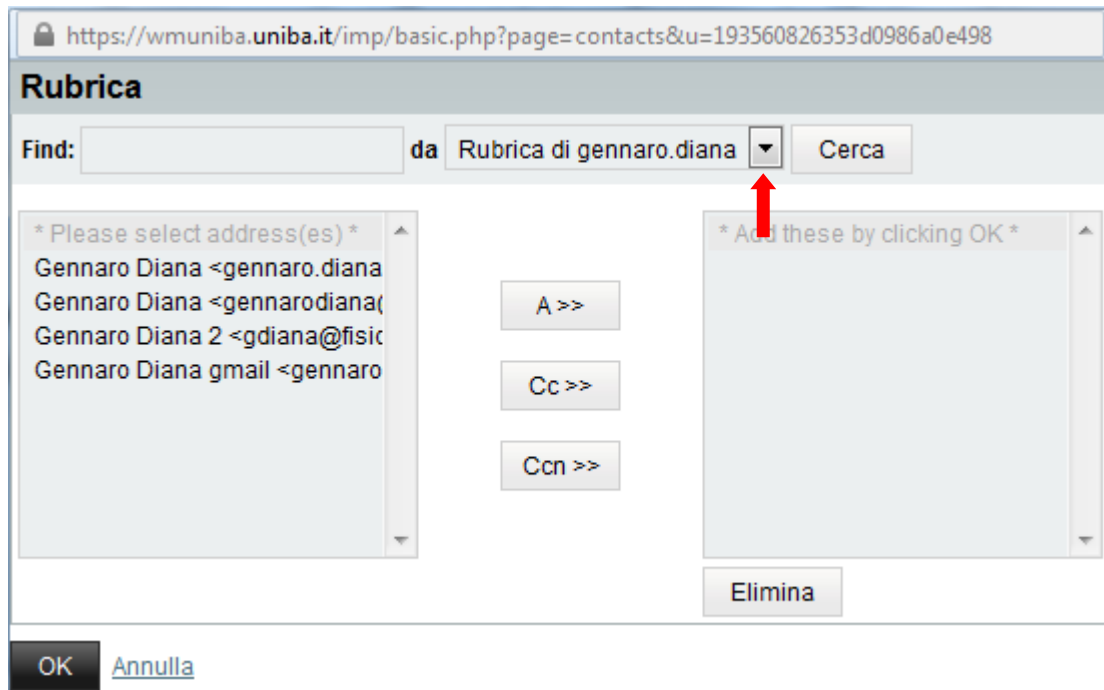 https://wmuniba.uniba.it/imp/basic.php?page=contacts&u=193560826353d0986a0e498
Rubrica
Find: da Rubrica di gennaro.diana Cerca
* Please select address(es) *
Gennaro Diana <gennaro.diana
Gennaro Diana <gennarodiana(
Gennaro Diana 2 <gdiana@fisic
Gennaro Diana gmail <gennaro
A >>
Cc >>
Ccn >>
* Add these by clicking OK *
Elimina
OK Annulla